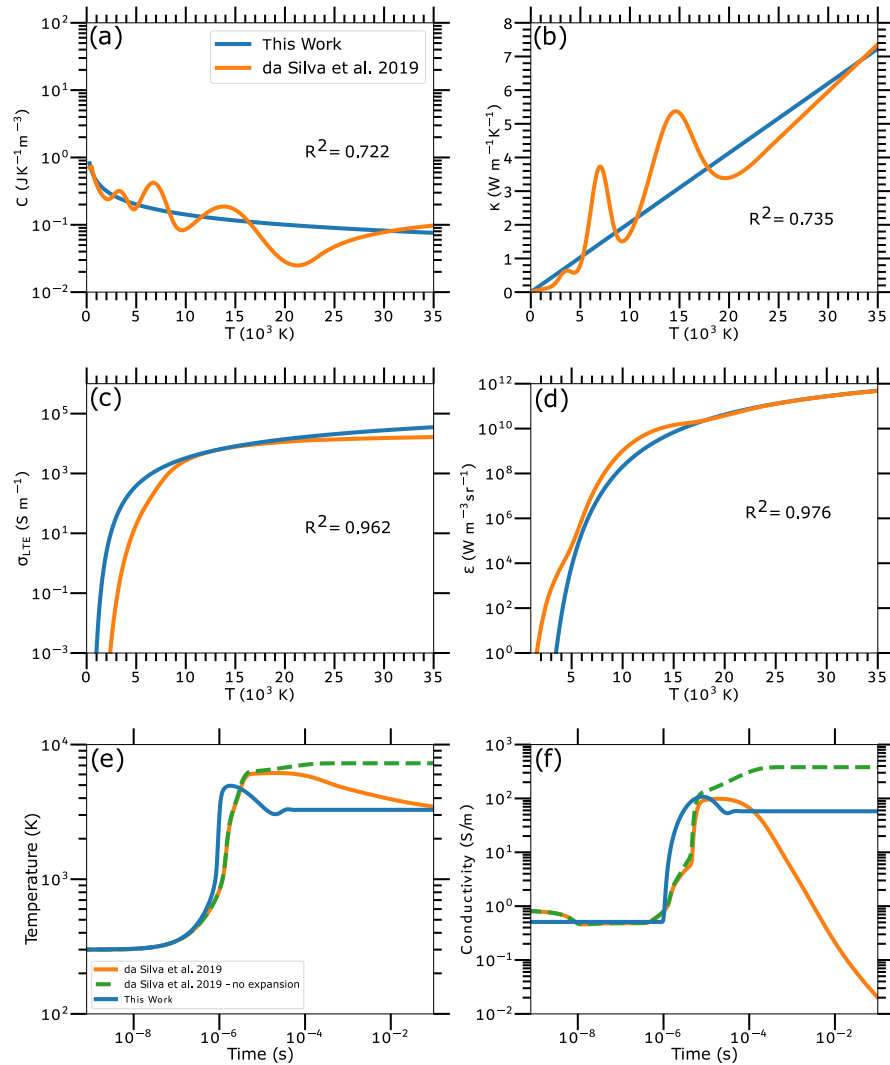 (a)
This Work
da Silva et al. 2019
R² = 0.722
C (JK⁻¹m⁻³)
10²
10¹
10⁰
10⁻¹
10⁻²
0 5 10 15 20 25 30 35
T (10³ K)
(b)
R² = 0.735
κ (W m⁻¹K⁻¹)
8
7
6
5
4
3
2
1
0
0 5 10 15 20 25 30 35
T (10³ K)
(c)
R² = 0.962
σLTE (S m⁻¹)
10⁵
10³
10¹
10⁻¹
10⁻³
0 5 10 15 20 25 30 35
T (10³ K)
(d)
R² = 0.976
ε (W m⁻³sr⁻¹)
10¹²
10¹⁰
10⁸
10⁶
10⁴
10²
10⁰
5 10 15 20 25 30 35
T (10³ K)
(e)
Temperature (K)
10⁴
10³
10²
da Silva et al. 2019
da Silva et al. 2019 – no expansion
This Work
10⁻⁸ 10⁻⁶ 10⁻⁴ 10⁻²
Time (s)
(f)
Conductivity (S/m)
10³
10²
10¹
10⁰
10⁻¹
10⁻²
10⁻⁸ 10⁻⁶ 10⁻⁴ 10⁻²
Time (s)